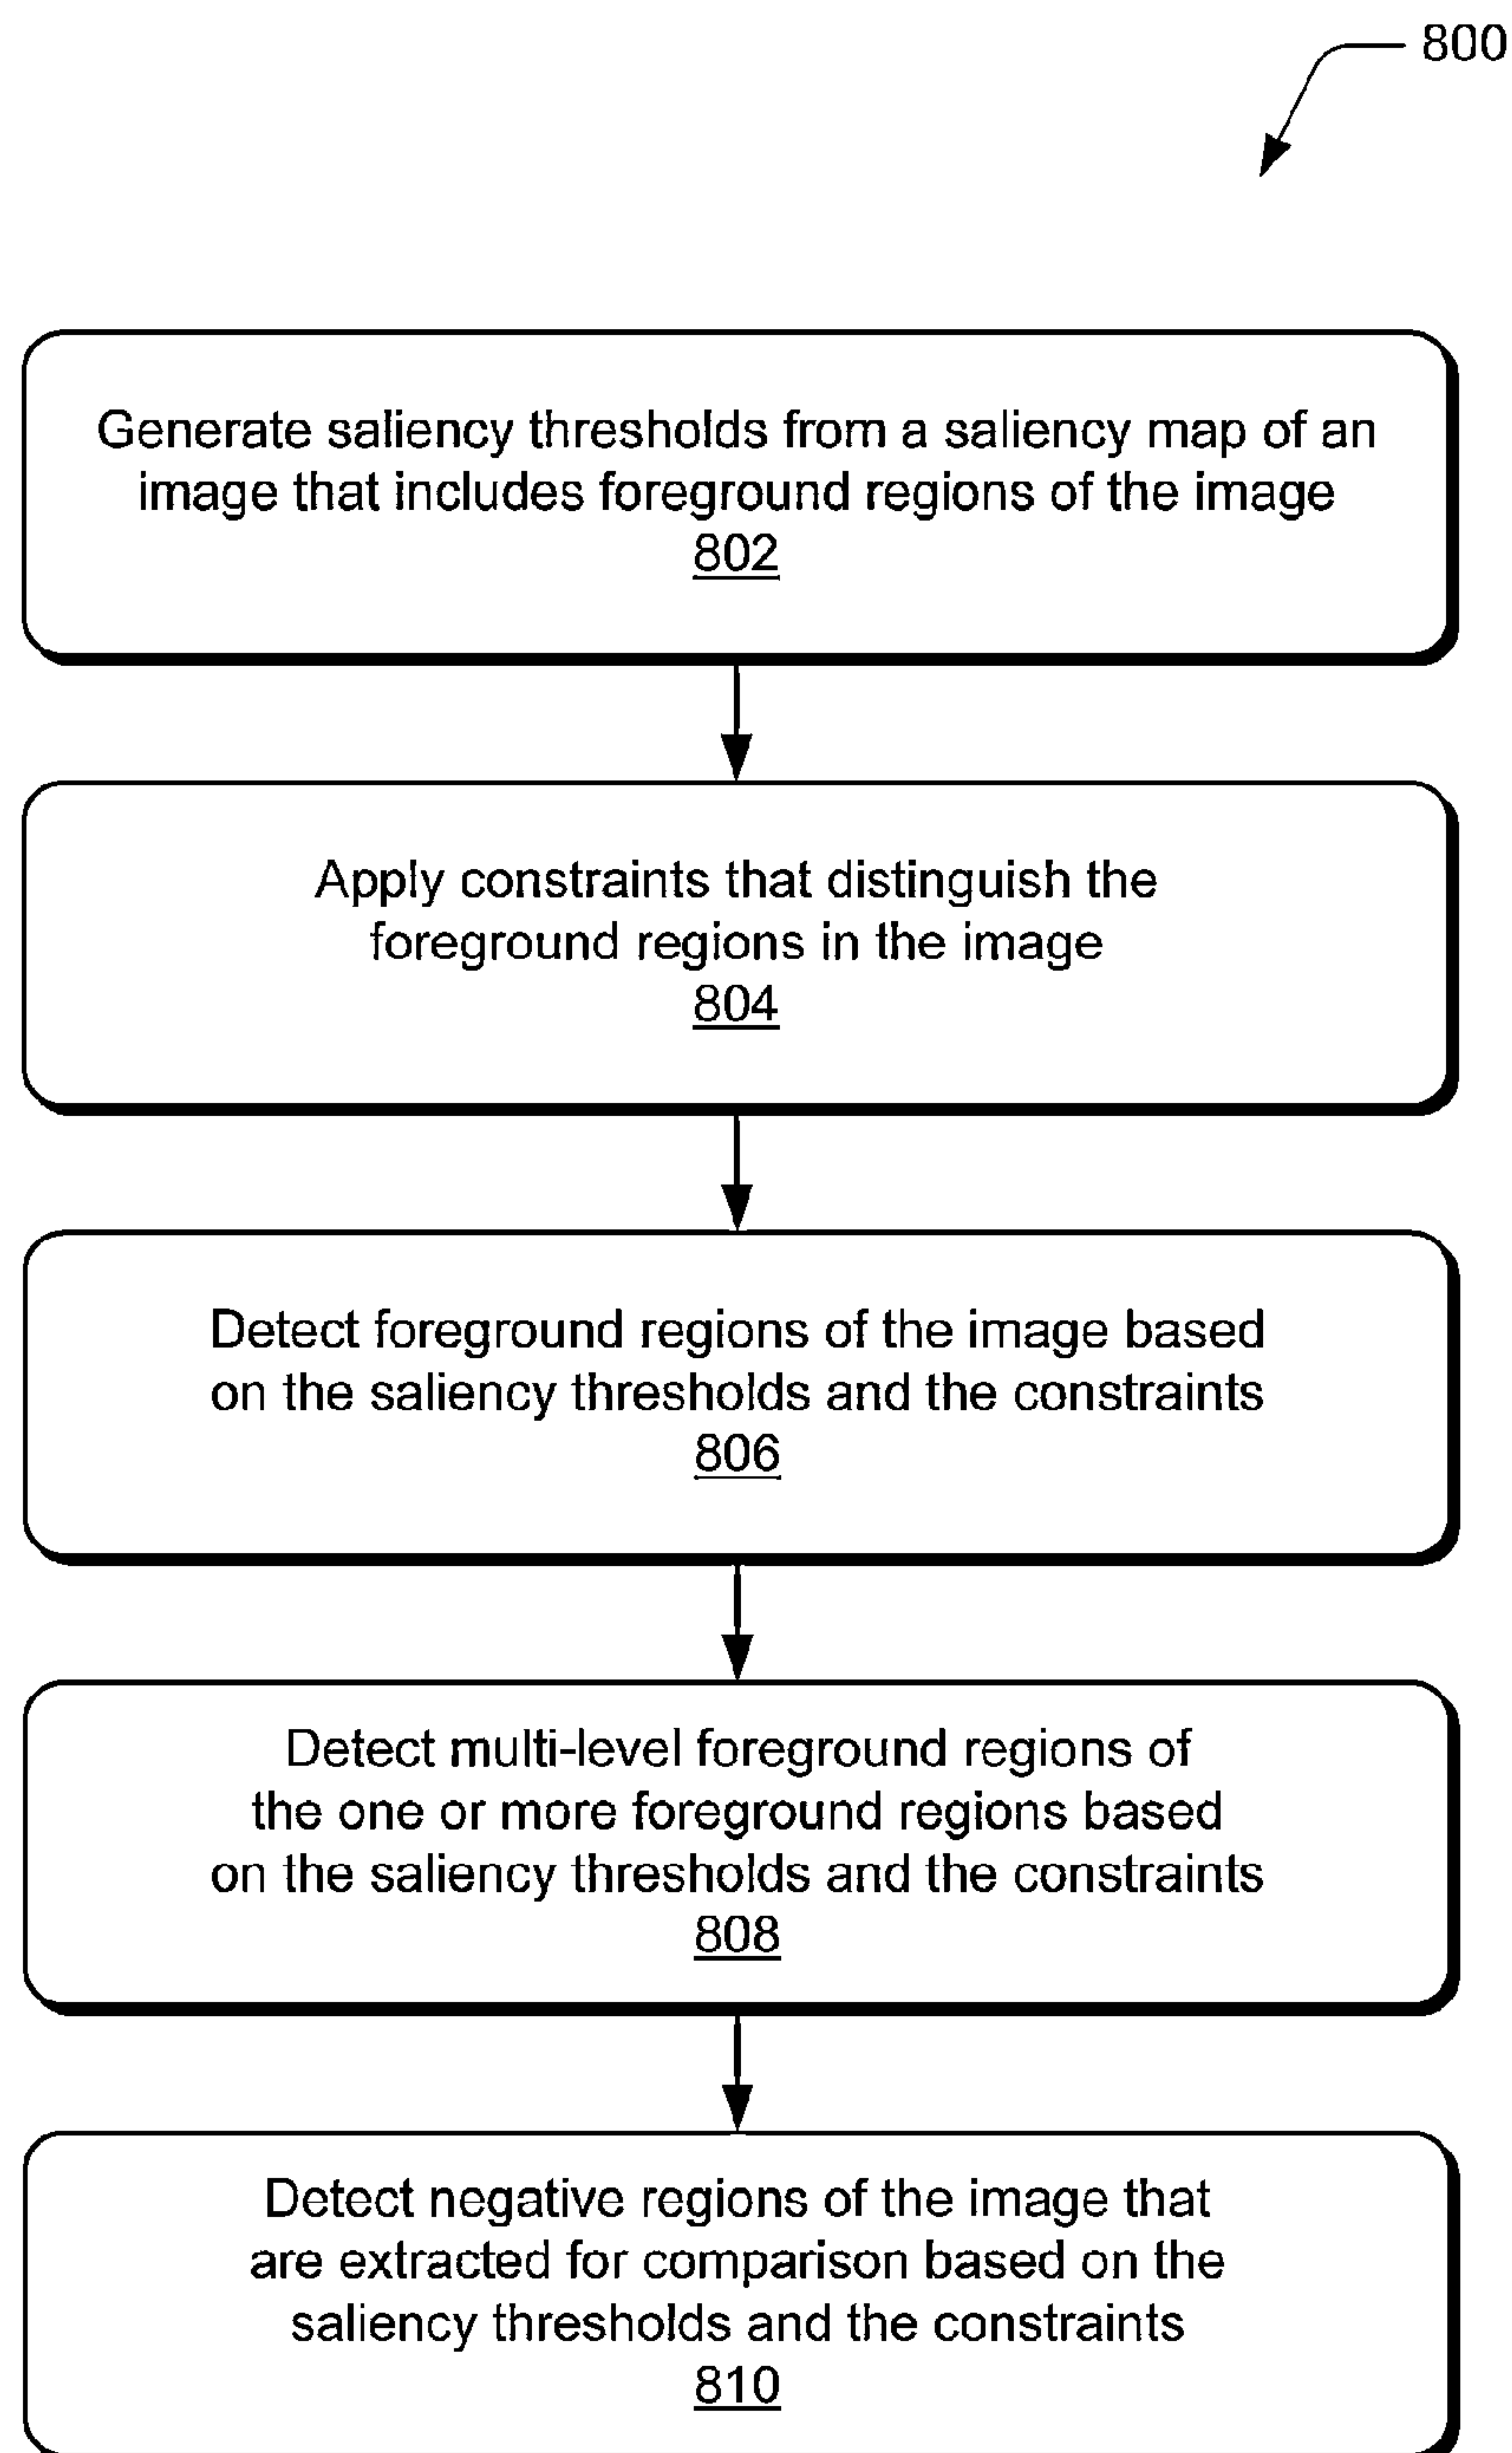 800
Generate saliency thresholds from a saliency map of an
image that includes foreground regions of the image
802
Apply constraints that distinguish the
foreground regions in the image
804
Detect foreground regions of the image based
on the saliency thresholds and the constraints
806
Detect multi-level foreground regions of
the one or more foreground regions based
on the saliency thresholds and the constraints
808
Detect negative regions of the image that
are extracted for comparison based on the
saliency thresholds and the constraints
810